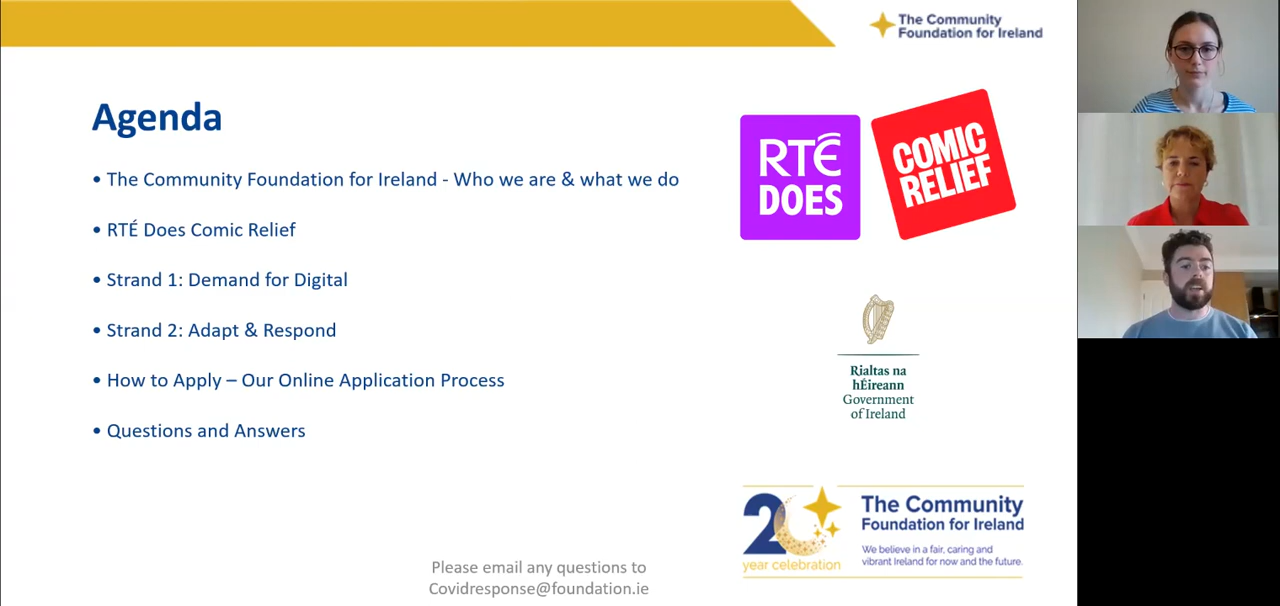 The Community
Foundation for Ireland
Agenda
• The Community Foundation for Ireland - Who we are & what we do
• RTÉ Does Comic Relief
• Strand 1: Demand for Digital
• Strand 2: Adapt & Respond
• How to Apply – Our Online Application Process
• Questions and Answers
RTÉ
DOES
COMIC
RELIEF
Rialtas na
hÉireann
Government
of Ireland
20
year celebration
The Community
Foundation for Ireland
We believe in a fair, caring and
vibrant Ireland for now and the future.
Please email any questions to
Covidresponse@foundation.ie